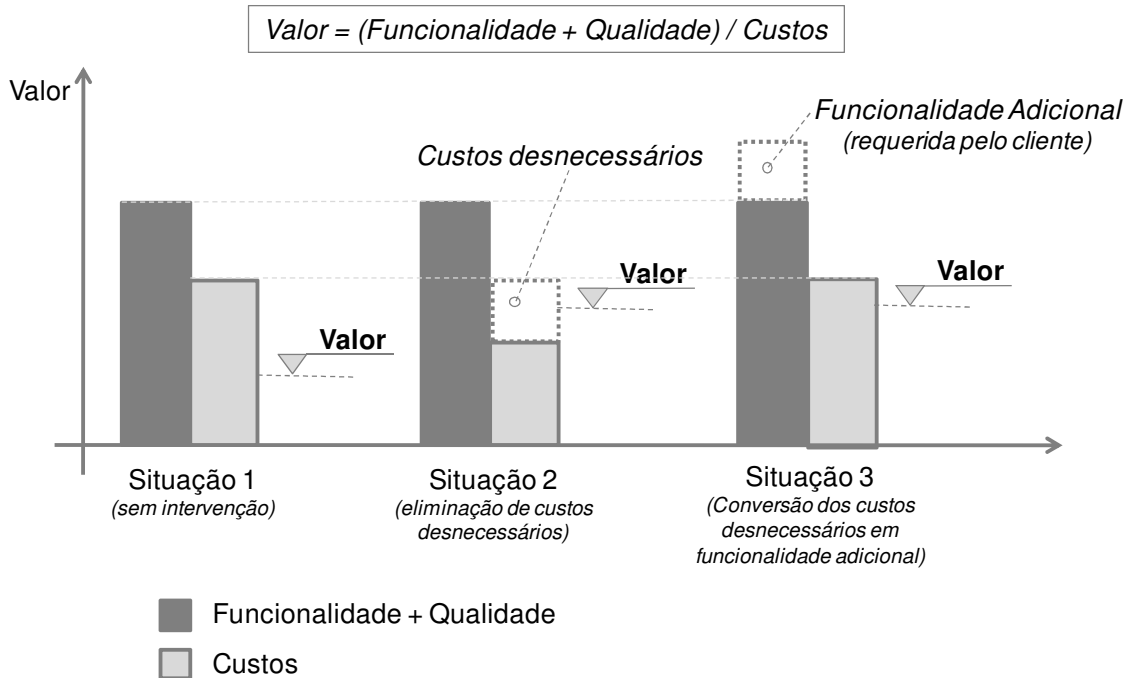 Valor = (Funcionalidade + Qualidade) / Custos
Valor
Funcionalidade Adicional
(requerida pelo cliente)
Custos desnecessários
Valor
Valor
Valor
Situação 1
(sem intervenção)
Situação 2
(eliminação de custos
desnecessários)
Situação 3
(Conversão dos custos
desnecessários em
funcionalidade adicional)
Funcionalidade + Qualidade
Custos